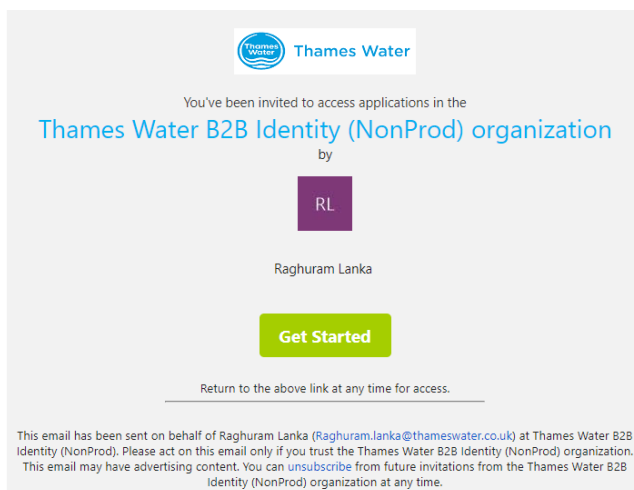 Thames
Water
Thames Water
You've been invited to access applications in the
Thames Water B2B Identity (NonProd) organization
by
RL
Raghuram Lanka
Get Started
Return to the above link at any time for access.
This email has been sent on behalf of Raghuram Lanka (Raghuram.lanka@thameswater.co.uk) at Thames Water B2B
Identity (NonProd). Please act on this email only if you trust the Thames Water B2B Identity (NonProd) organization.
This email may have advertising content. You can unsubscribe from future invitations from the Thames Water B2B
Identity (NonProd) organization at any time.